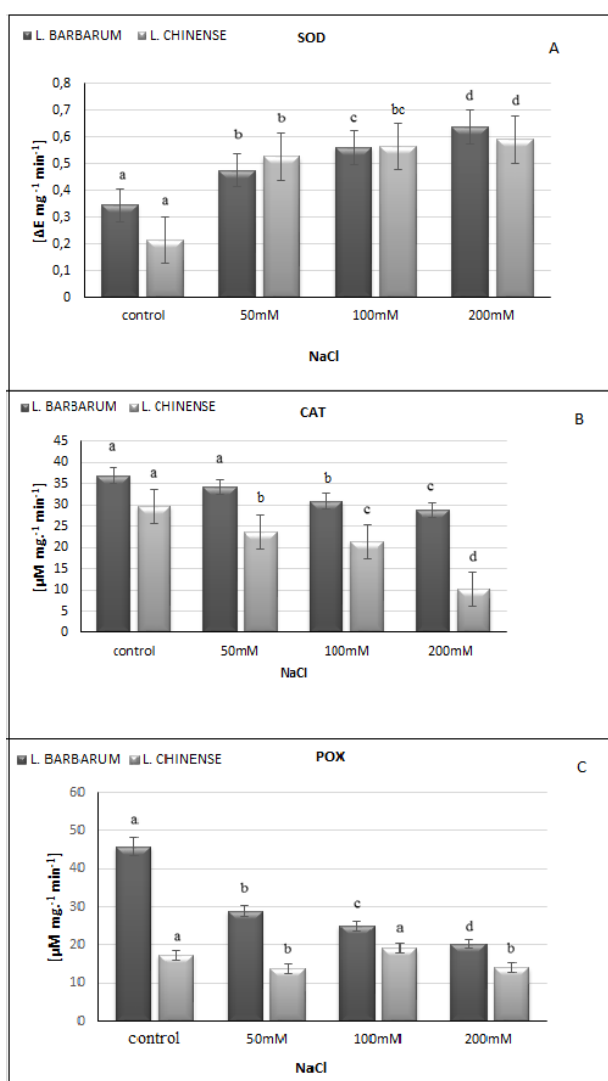 L. BARBARUM L. CHINENSE SOD A
0,8
0,7
0,6
0,5
0,4
0,3
0,2
0,1
0
[ΔE mg⁻¹ min⁻¹]
a a b b c bc d d
control 50mM 100mM 200mM
NaCl
L. BARBARUM L. CHINENSE CAT B
45
40
35
30
25
20
15
10
5
0
[µM mg.⁻¹ min⁻¹]
a a a b b c c d
control 50mM 100mM 200mM
NaCl
L. BARBARUM L. CHINENSE POX C
60
50
40
30
20
10
0
[µM mg.⁻¹ min⁻¹]
a a b b c a d b
control 50mM 100mM 200mM
NaCl